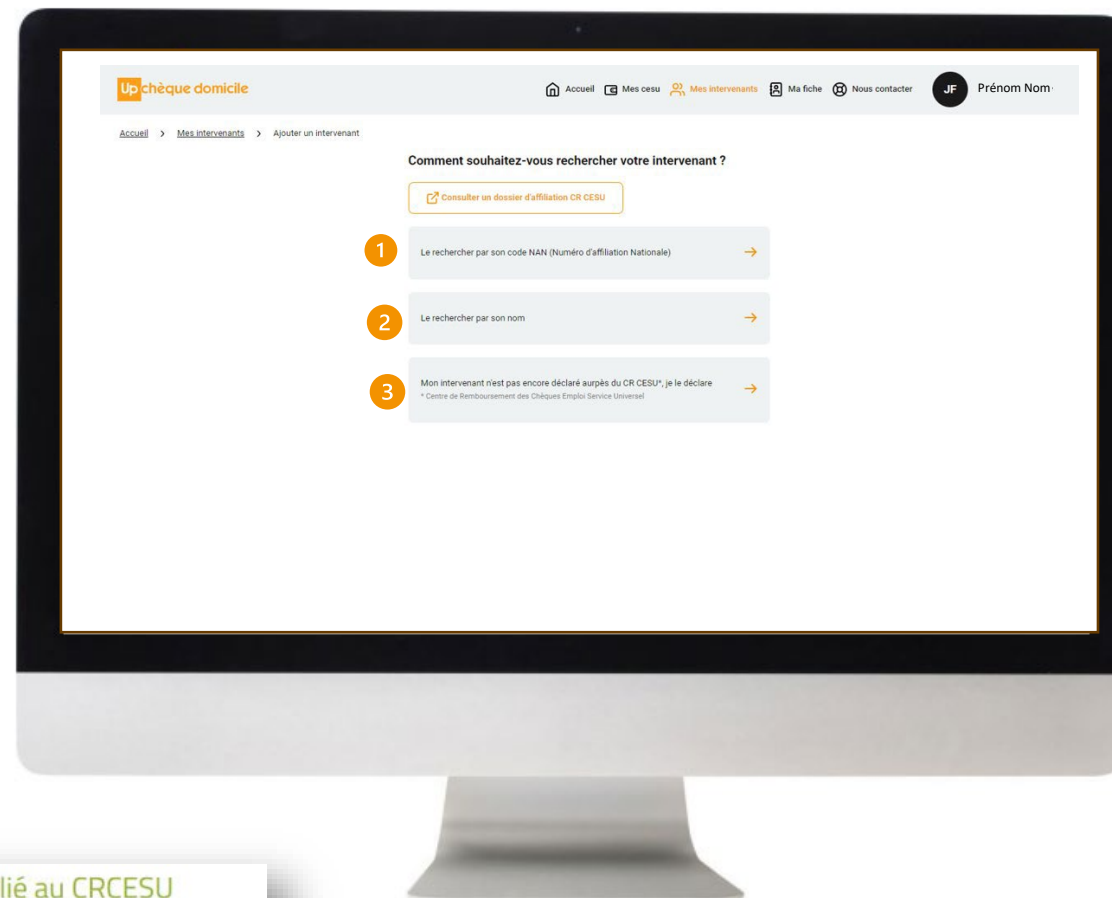 Up chèque domicile
Accueil Mes cesu Mes intervenants Ma fiche Nous contacter JF Prénom Nom
Accueil > Mes intervenants > Ajouter un intervenant
Comment souhaitez-vous rechercher votre intervenant ?
Consulter un dossier d'affiliation CR CESU
1 Le rechercher par son code NAN (Numéro d'affiliation Nationale)
2 Le rechercher par son nom
3 Mon intervenant n'est pas encore déclaré aurpès du CR CESU*, je le déclare
* Centre de Remboursement des Chèques Emploi Service Universel
lié au CRCESU